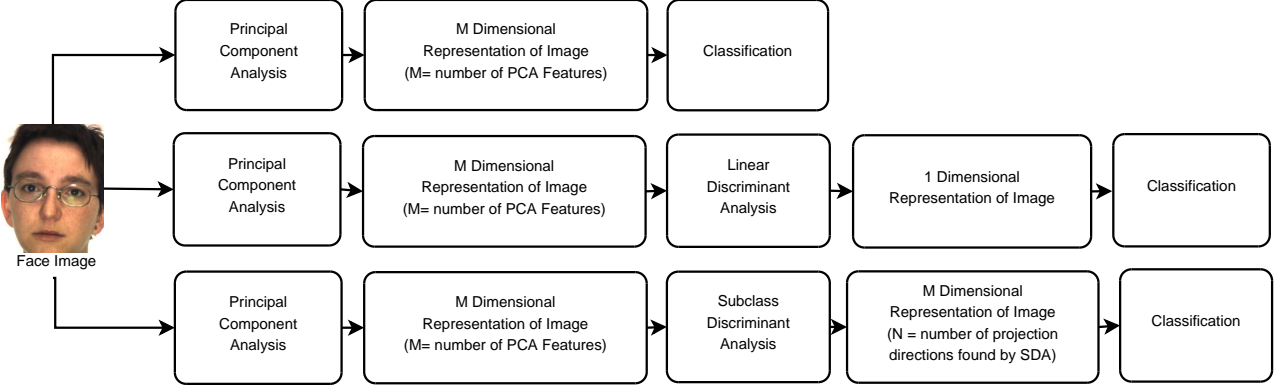 Principal
Component
Analysis
M Dimensional
Representation of Image
(M= number of PCA Features)
Classification
Face Image
Principal
Component
Analysis
M Dimensional
Representation of Image
(M= number of PCA Features)
Linear
Discriminant
Analysis
1 Dimensional
Representation of Image
Classification
Principal
Component
Analysis
M Dimensional
Representation of Image
(M= number of PCA Features)
Subclass
Discriminant
Analysis
M Dimensional
Representation of Image
(N = number of projection
directions found by SDA)
Classification